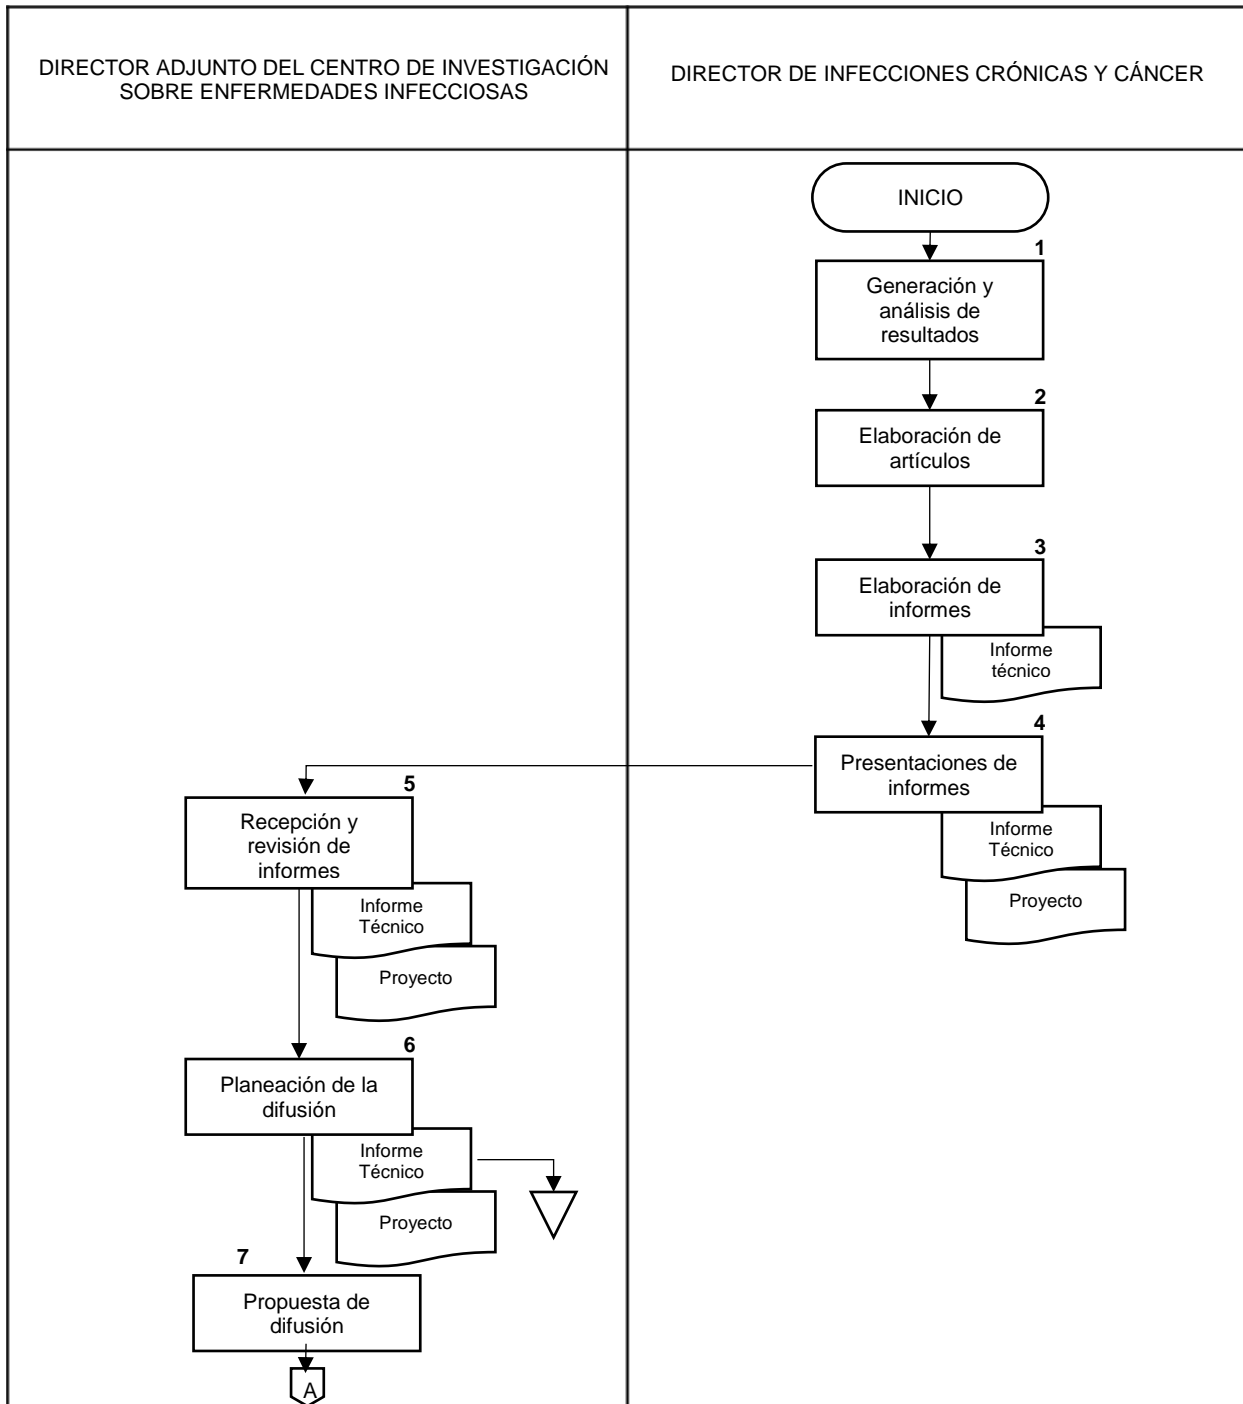 DIRECTOR ADJUNTO DEL CENTRO DE INVESTIGACIÓN
SOBRE ENFERMEDADES INFECCIOSAS
DIRECTOR DE INFECCIONES CRÓNICAS Y CÁNCER
INICIO
1
Generación y
análisis de
resultados
2
Elaboración de
artículos
3
Elaboración de
informes
Informe
técnico
4
Presentaciones de
informes
Informe
Técnico
Proyecto
5
Recepción y
revisión de
informes
Informe
Técnico
Proyecto
6
Planeación de la
difusión
Informe
Técnico
Proyecto
7
Propuesta de
difusión
A